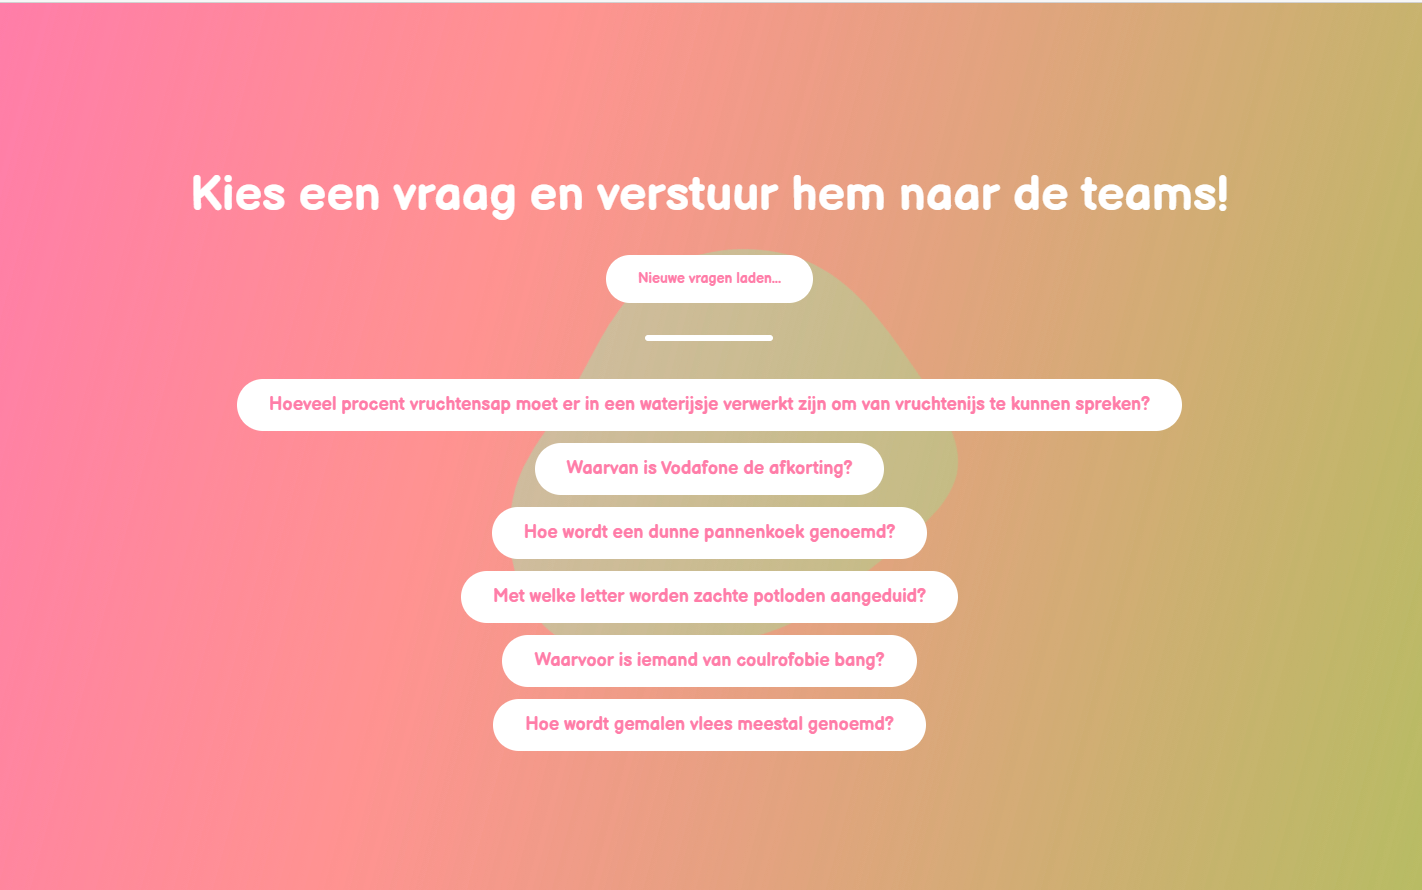 Kies een vraag en verstuur hem naar de teams!
Nieuwe vragen laden...
Hoeveel procent vruchtensap moet er in een waterijsje verwerkt zijn om van vruchtenijs te kunnen spreken?
Waarvan is Vodafone de afkorting?
Hoe wordt een dunne pannenkoek genoemd?
Met welke letter worden zachte potloden aangeduid?
Waarvoor is iemand van coulrofobie bang?
Hoe wordt gemalen vlees meestal genoemd?